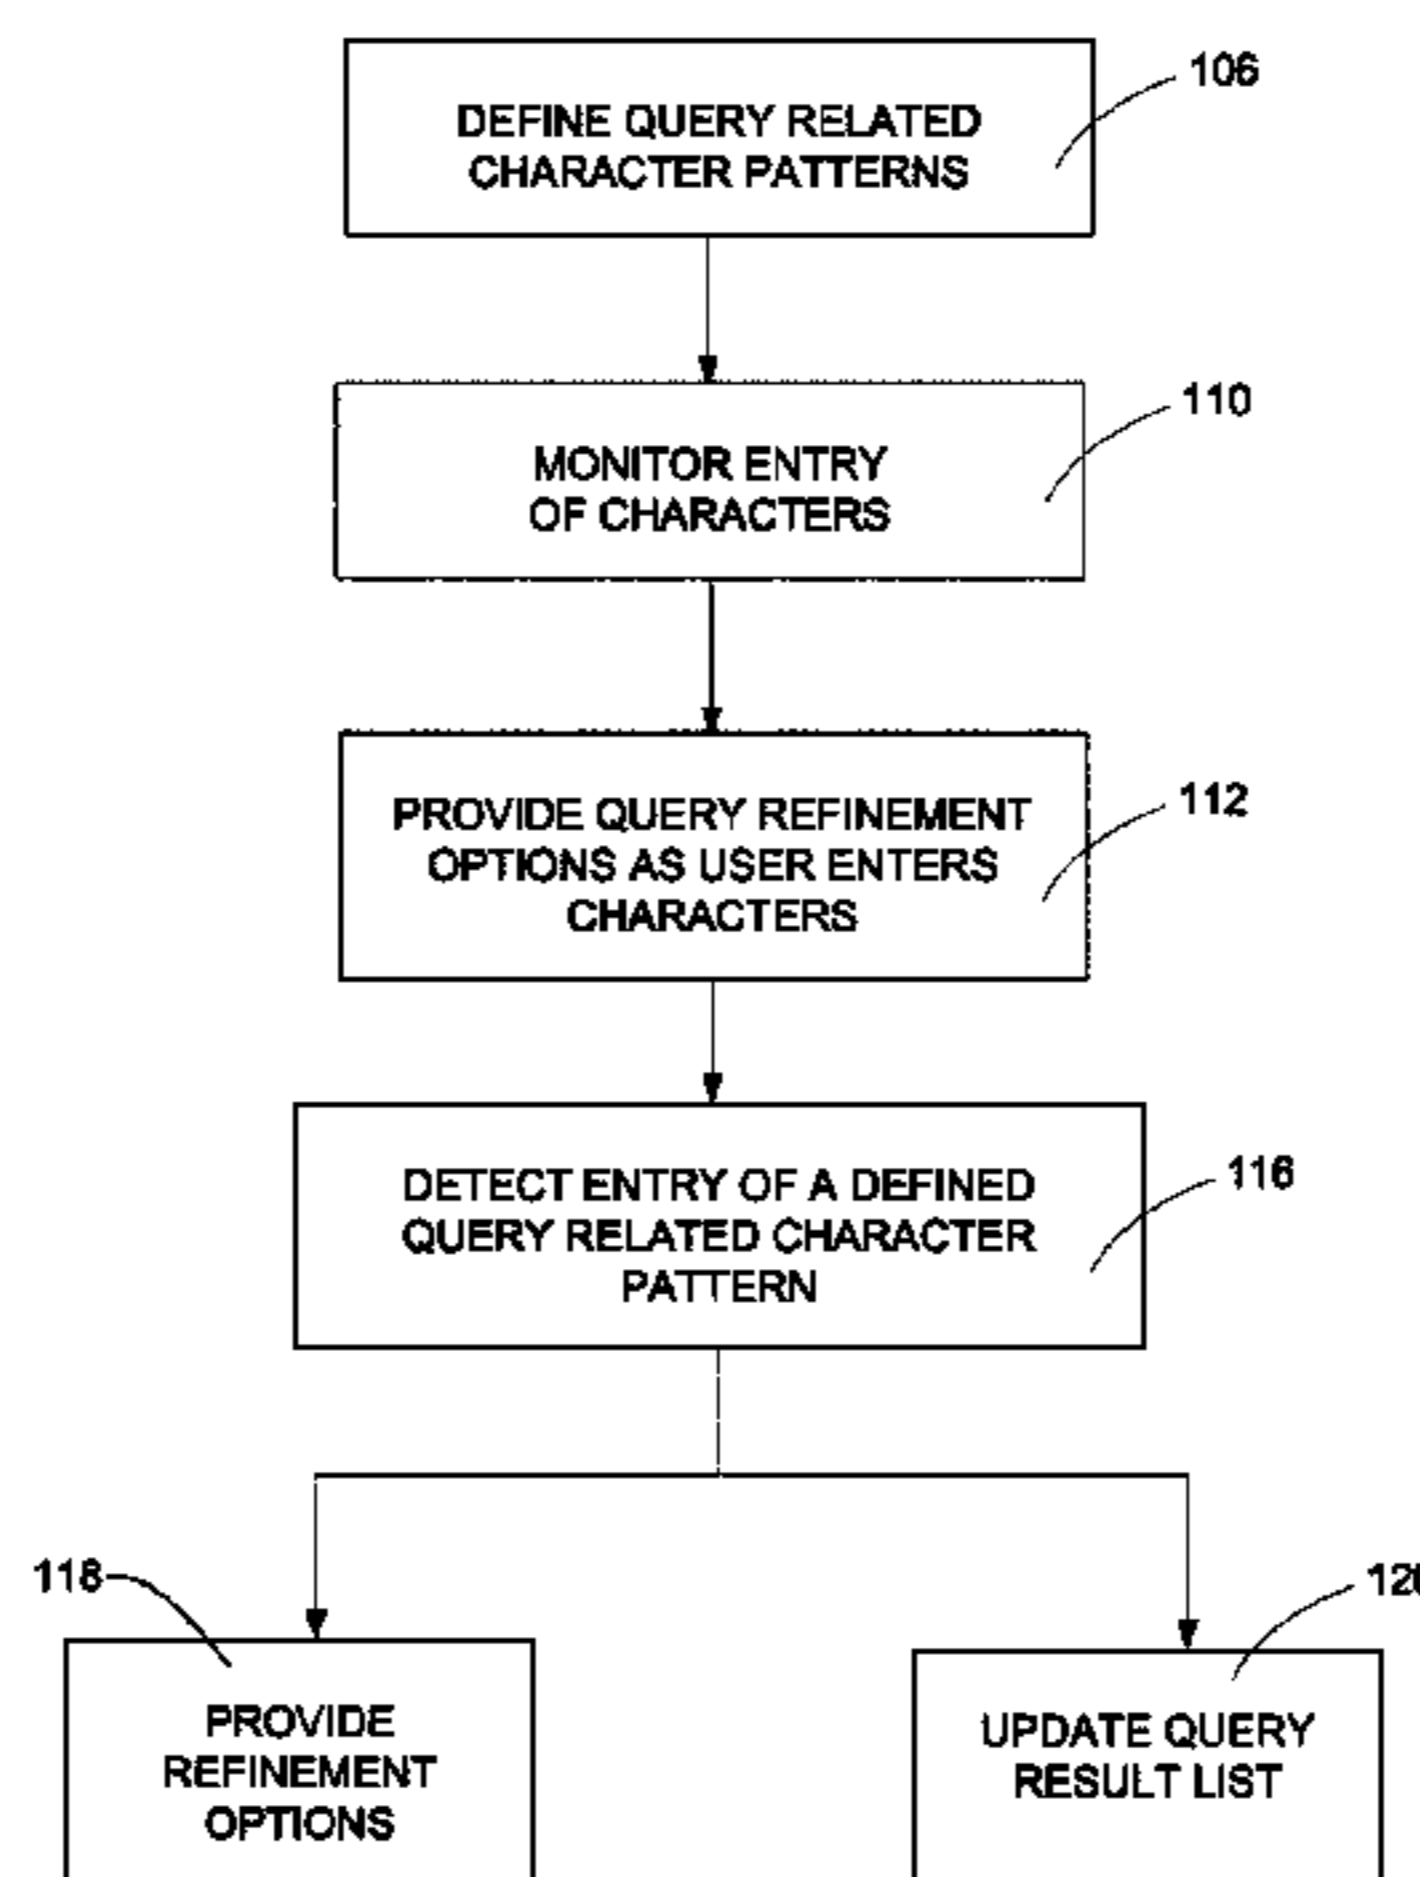 106
DEFINE QUERY RELATED
CHARACTER PATTERNS
110
MONITOR ENTRY
OF CHARACTERS
112
PROVIDE QUERY REFINEMENT
OPTIONS AS USER ENTERS
CHARACTERS
116
DETECT ENTRY OF A DEFINED
QUERY RELATED CHARACTER
PATTERN
118
PROVIDE
REFINEMENT
OPTIONS
UPDATE QUERY
RESULT LIST